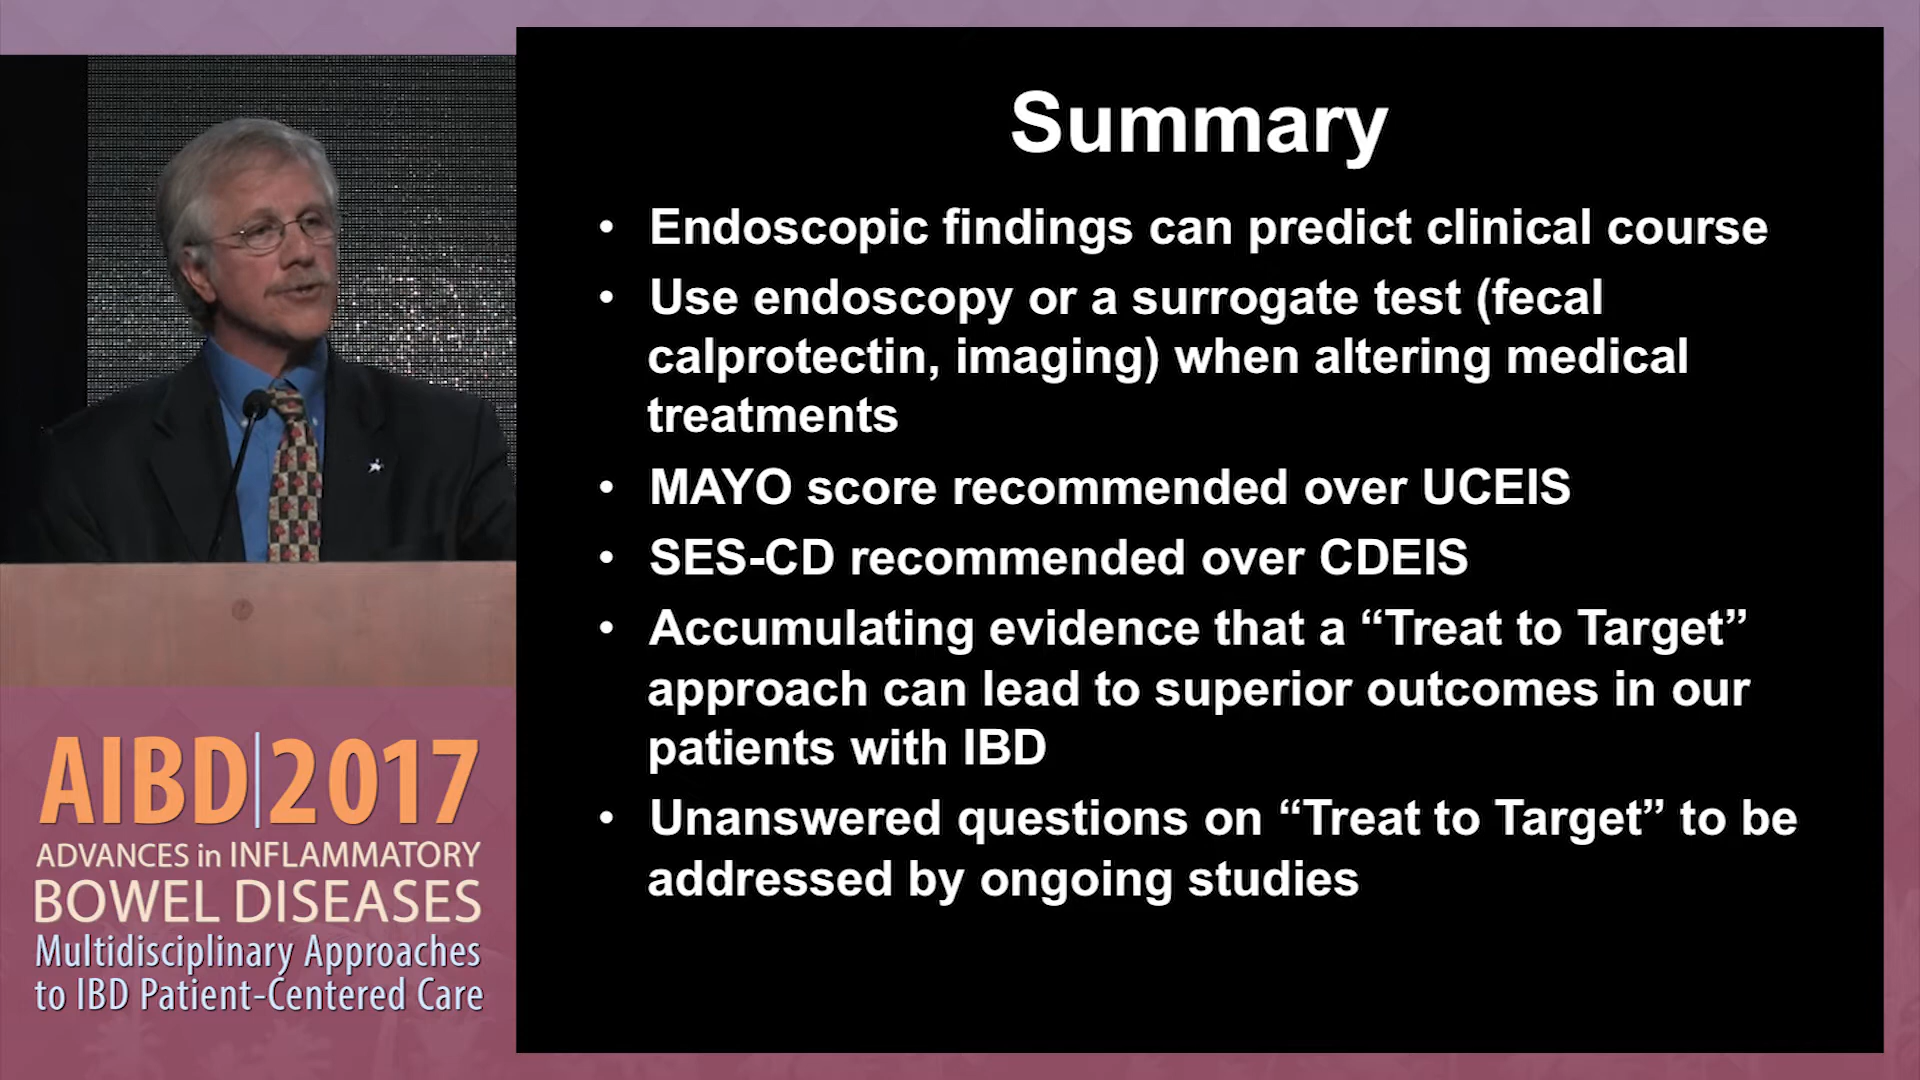 Summary
• Endoscopic findings can predict clinical course
• Use endoscopy or a surrogate test (fecal
calprotectin, imaging) when altering medical
treatments
• MAYO score recommended over UCEIS
• SES-CD recommended over CDEIS
• Accumulating evidence that a “Treat to Target”
approach can lead to superior outcomes in our
patients with IBD
• Unanswered questions on “Treat to Target” to be
addressed by ongoing studies
AIBD|2017
ADVANCES in INFLAMMATORY
BOWEL DISEASES
Multidisciplinary Approaches
to IBD Patient-Centered Care